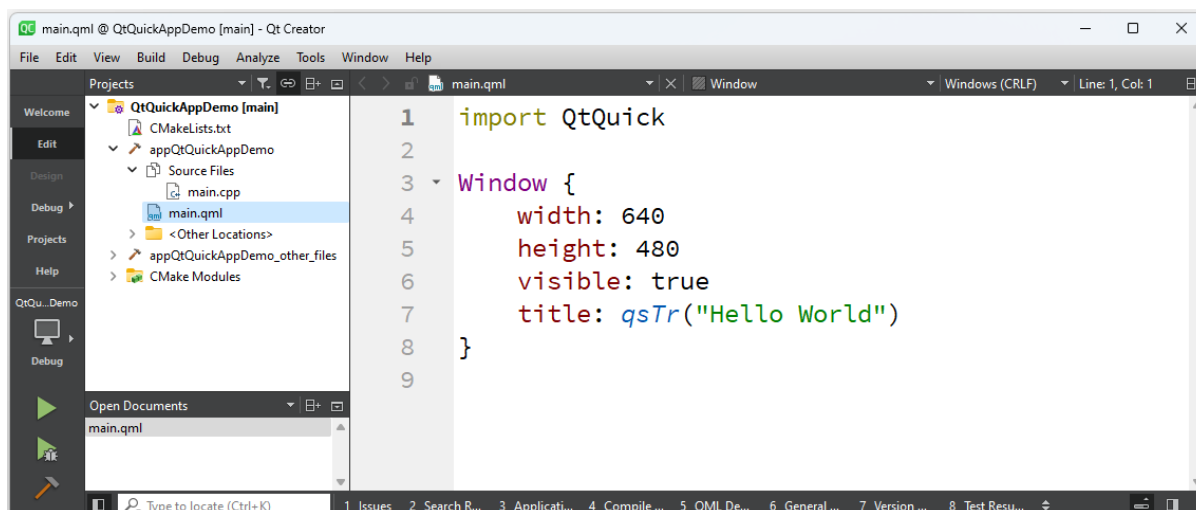 QC main.qml @ QtQuickAppDemo [main] - Qt Creator
File Edit View Build Debug Analyze Tools Window Help
Projects
main.qml
Window
Windows (CRLF)
Line: 1, Col: 1
Welcome
Edit
Design
Debug
Projects
Help
QtQu...Demo
Debug
QtQuickAppDemo [main]
CMakeLists.txt
appQtQuickAppDemo
Source Files
main.cpp
main.qml
<Other Locations>
appQtQuickAppDemo_other_files
CMake Modules
Open Documents
main.qml
1 import QtQuick
2
3 Window {
4 width: 640
5 height: 480
6 visible: true
7 title: qsTr("Hello World")
8 }
9
Type to locate (Ctrl+K)
1 Issues 2 Search R... 3 Applicati... 4 Compile ... 5 QML De... 6 General ... 7 Version ... 8 Test Resu...